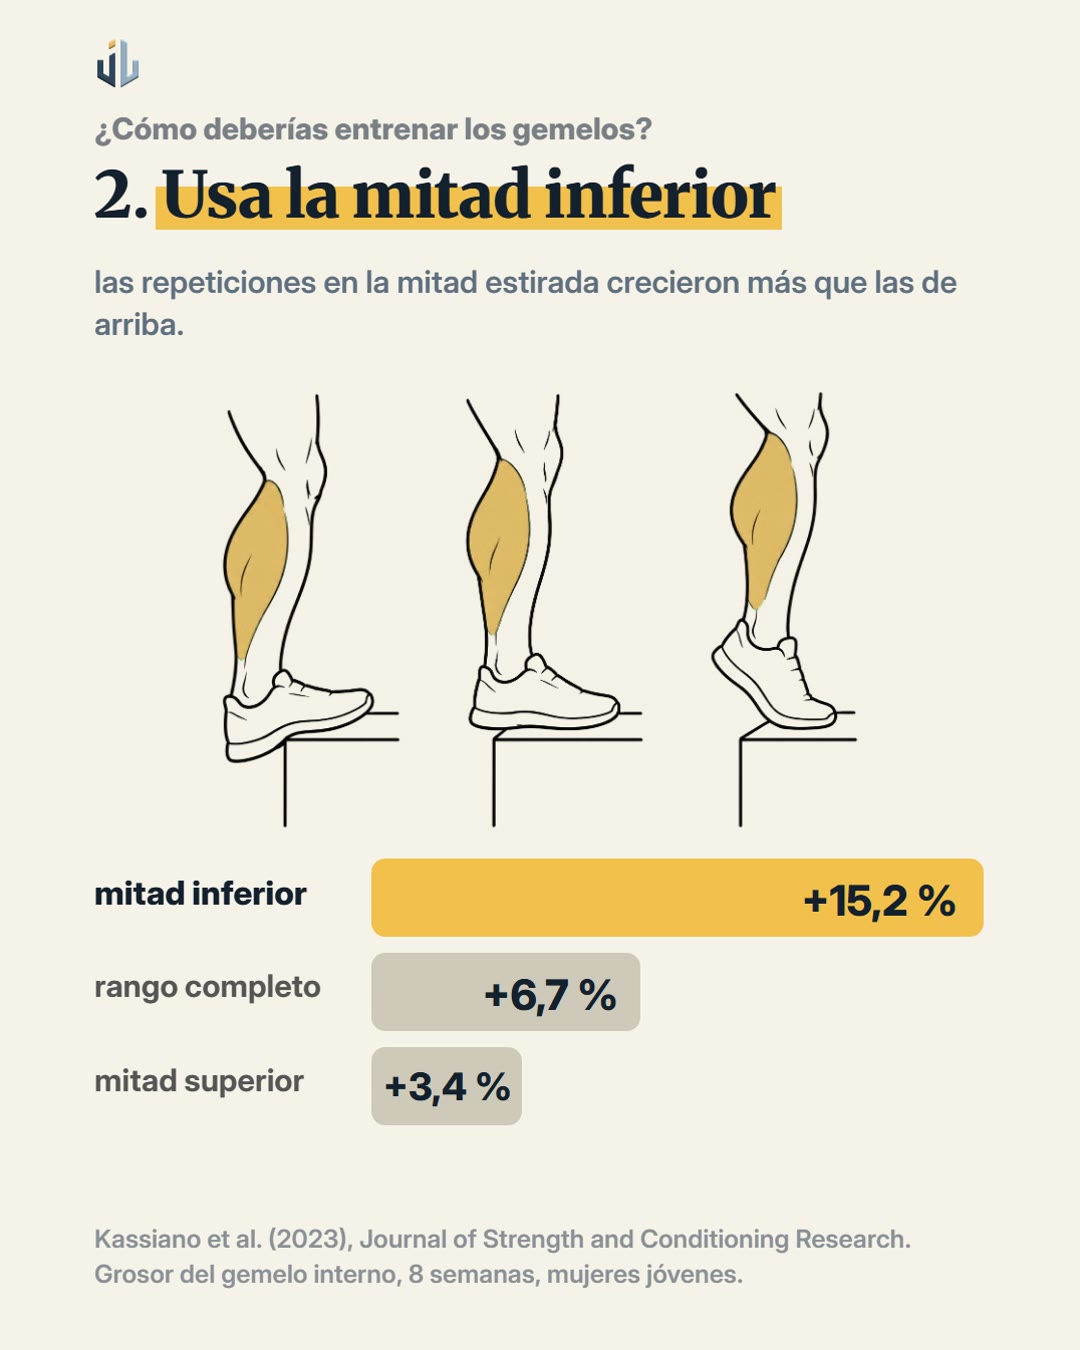 ¿Cómo deberías entrenar los gemelos?
2. Usa la mitad inferior
las repeticiones en la mitad estirada crecieron más que las de
arriba.
mitad inferior +15,2 %
rango completo +6,7 %
mitad superior +3,4 %
Kassiano et al. (2023), Journal of Strength and Conditioning Research.
Grosor del gemelo interno, 8 semanas, mujeres jóvenes.